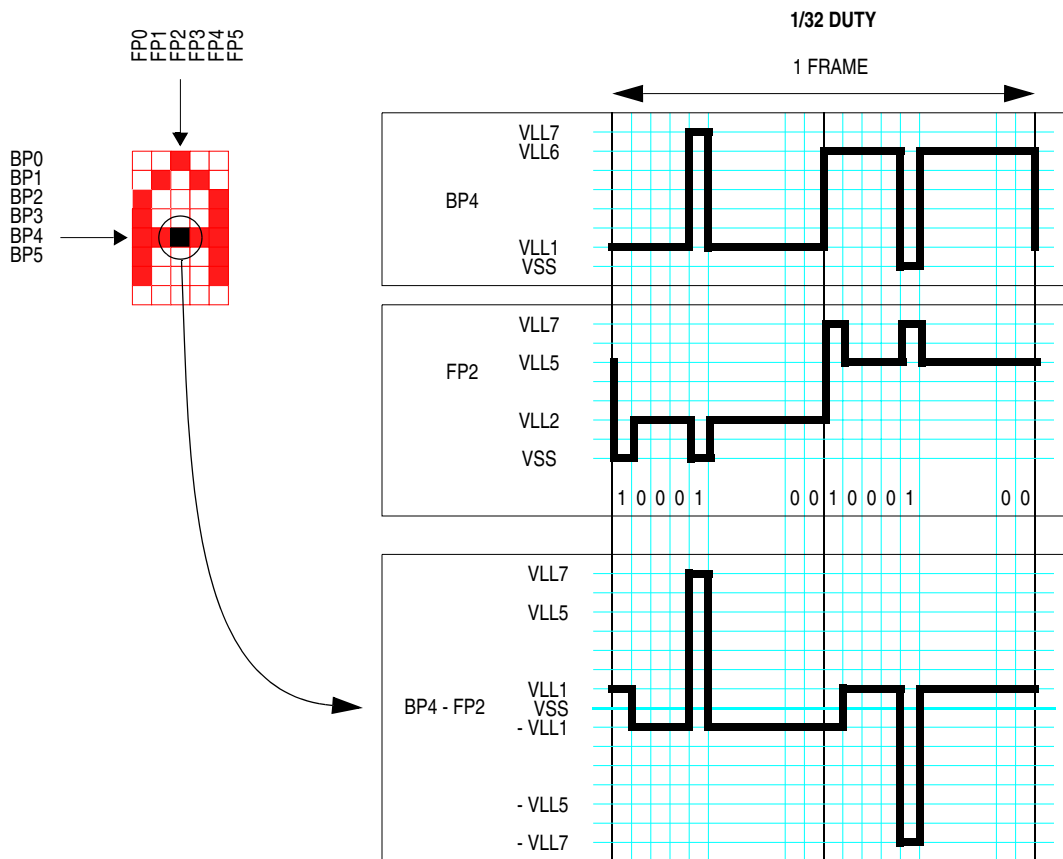 1/32 DUTY
1 FRAME
FP0
FP1
FP2
FP3
FP4
FP5
BP0
BP1
BP2
BP3
BP4
BP5
VLL7
VLL6
BP4
VLL1
VSS
VLL7
VLL5
FP2
VLL2
VSS
1 0 0 0 1 0 0 1 0 0 0 1 0 0
VLL7
VLL5
VLL1
VSS
BP4 - FP2
- VLL1
- VLL5
- VLL7